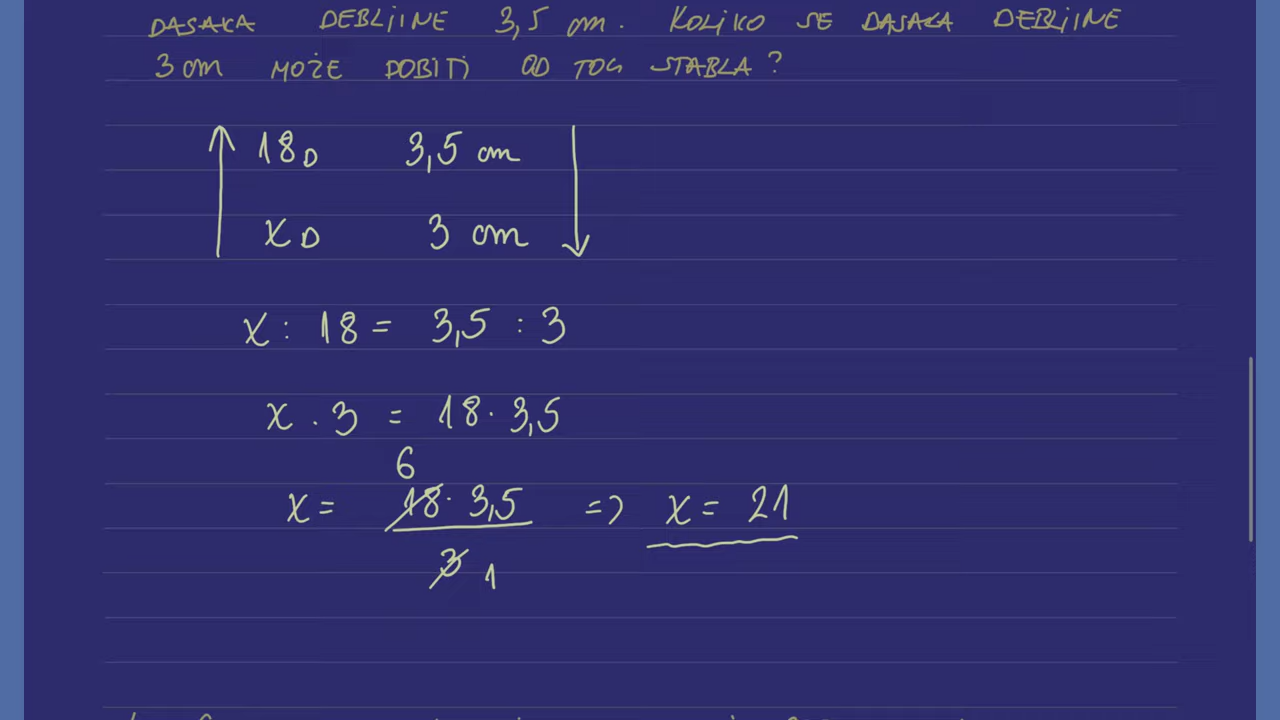 DASAKA DEBLJINE 3,5 cm. KOLIKO SE DASAKA DEBLJINE
3 cm MOŽE DOBITI OD TOG STABLA?
18 D 3,5 cm
x D 3 cm
x : 18 = 3,5 : 3
x . 3 = 18 . 3,5
6
x = 18 . 3,5 => x = 21
3 1